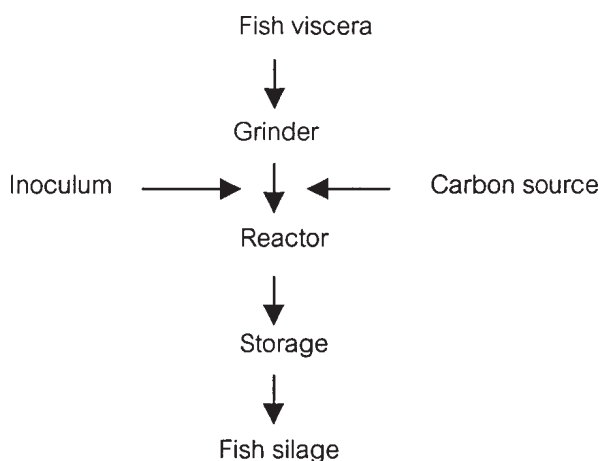 Fish viscera
Grinder
Inoculum
Carbon source
Reactor
Storage
Fish silage